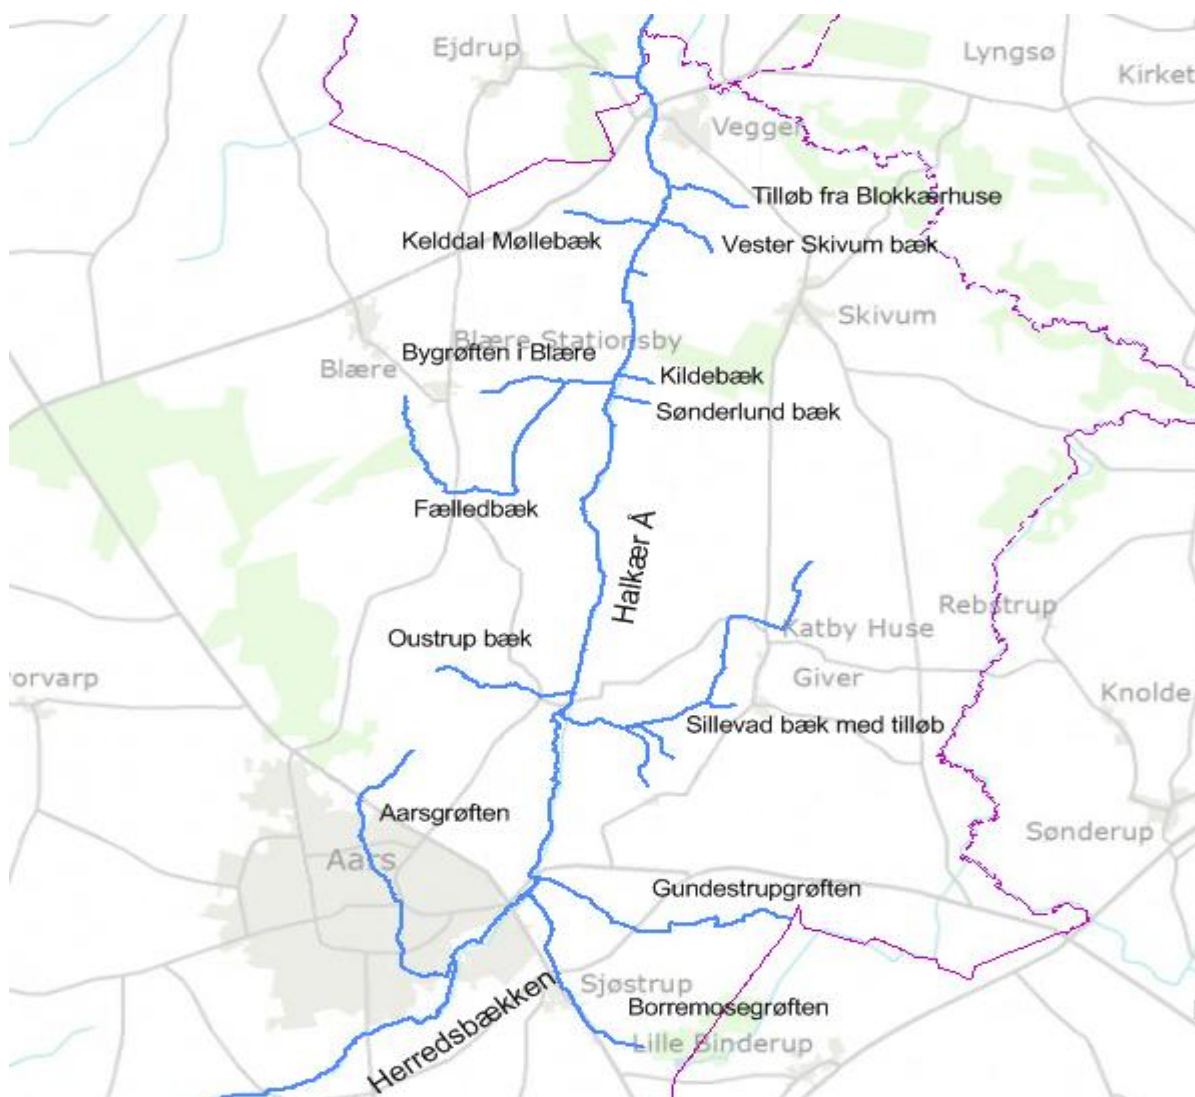 Ejdrup
Lyngsø
Kirket
Vegger
Tilløb fra Blokkærhuse
Kelddal Møllebæk
Vester Skivum bæk
Skivum
Blære Stationsby
Bygrøften i Blære
Blære
Kildebæk
Sønderlund bæk
Fælledbæk
Halkær Å
Rebstrup
Katby Huse
Oustrup bæk
Giver
orvarp
Knolde
Sillevad bæk med tilløb
Aarsgrøften
Sønderup
Aars
Gundestrupgrøften
Sjøstrup
Borremosegrøften
Herredsbækken
Lille Binderup